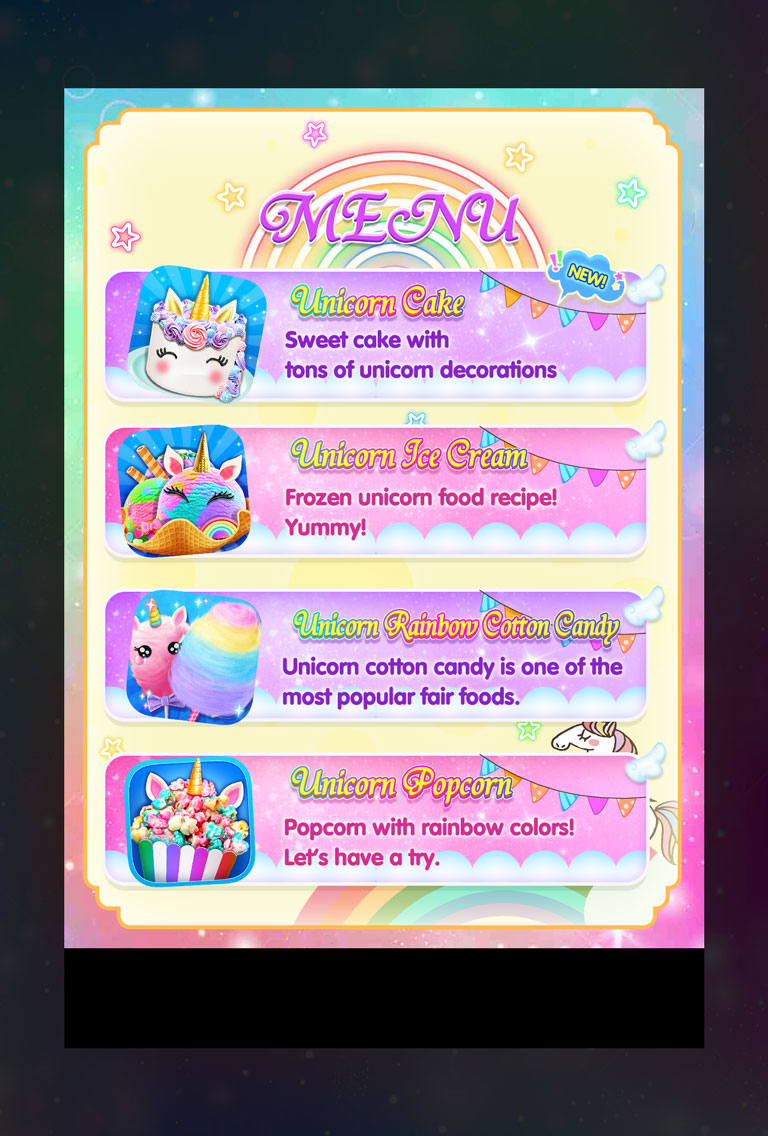 MENU
NEW!
Unicorn Cake
Sweet cake with
tons of unicorn decorations
Unicorn Ice Cream
Frozen unicorn food recipe!
Yummy!
Unicorn Rainbow Cotton Candy
Unicorn cotton candy is one of the
most popular fair foods.
Unicorn Popcorn
Popcorn with rainbow colors!
Let's have a try.